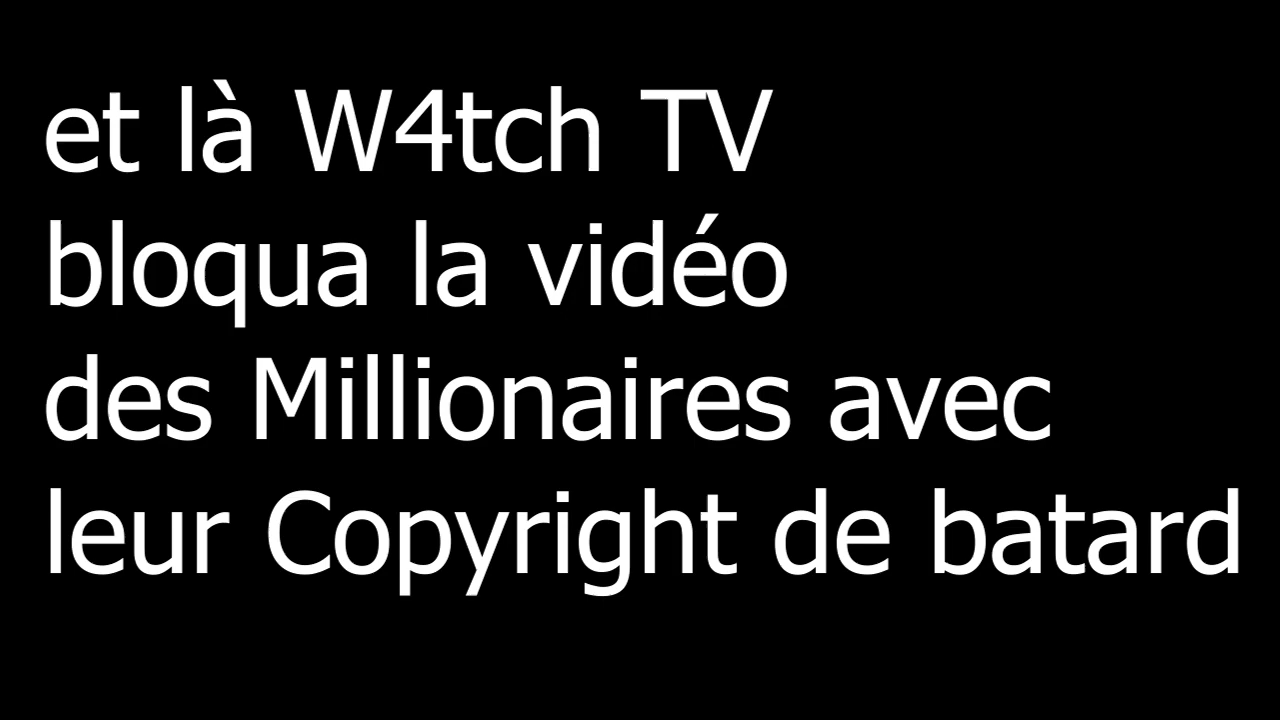 et là W4tch TV
bloqua la vidéo
des Millionaires avec
leur Copyright de batard